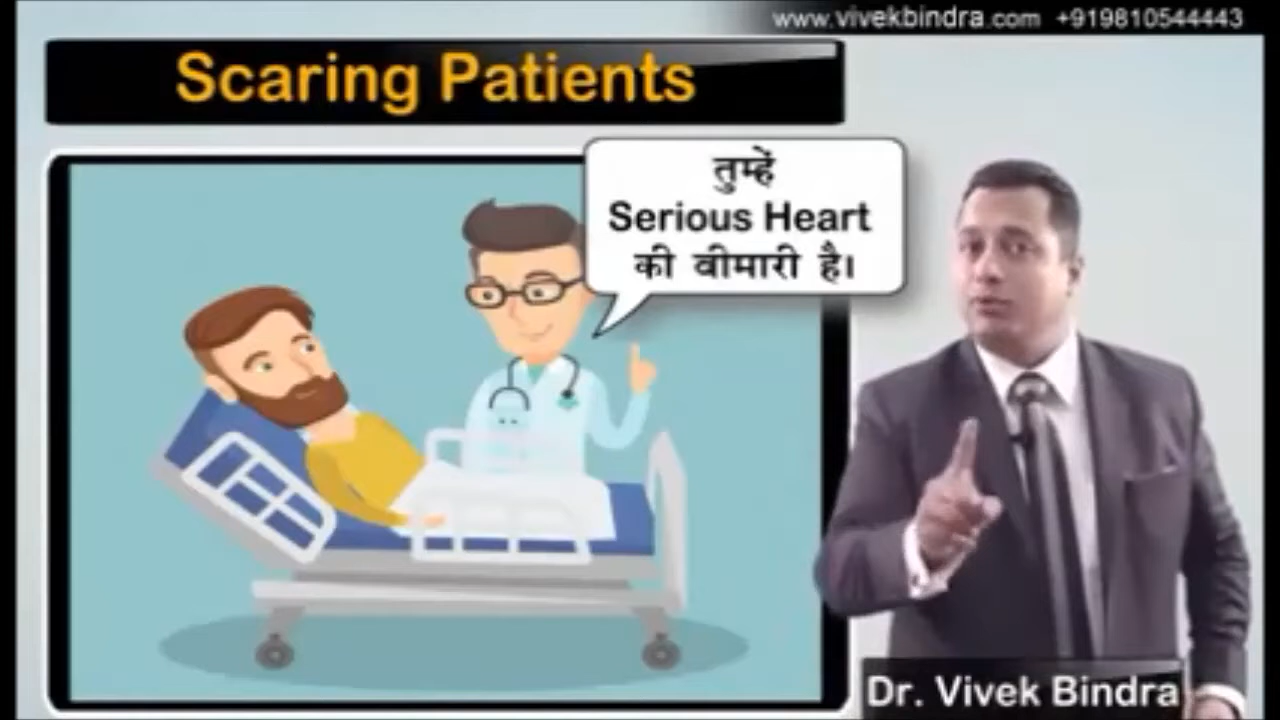 www.vivekbindra.com +919810544443
Scaring Patients
तुम्हें
Serious Heart
की बीमारी है।
Dr. Vivek Bindra